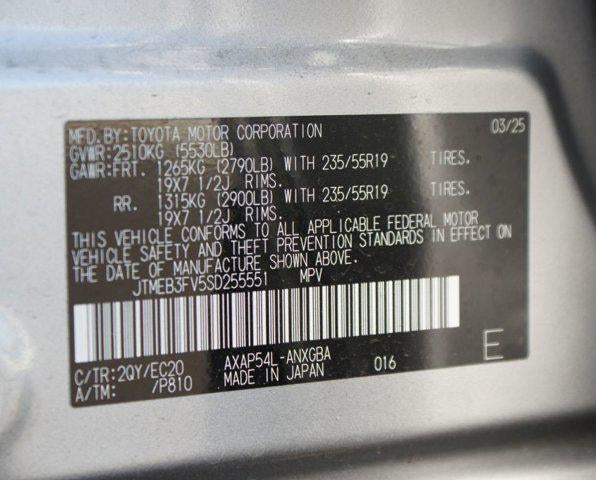 MFD.BY:TOYOTA MOTOR CORPORATION 03/25
GVWR:2510KG (5530LB)
GAWR:FRT. 1265KG (2790LB) WITH 235/55R19 TIRES.
19X7 1/2J RIMS.
RR. 1315KG (2900LB) WITH 235/55R19 TIRES.
19X7 1/2J RIMS.
THIS VEHICLE CONFORMS TO ALL APPLICABLE FEDERAL MOTOR
VEHICLE SAFETY AND THEFT PREVENTION STANDARDS IN EFFECT ON
THE DATE OF MANUFACTURE SHOWN ABOVE.
JTMEB3FV5SD255551 MPV
C/TR:2QY/EC20 AXAP54L-ANXGBA 016 E
A/TM: /P810 MADE IN JAPAN